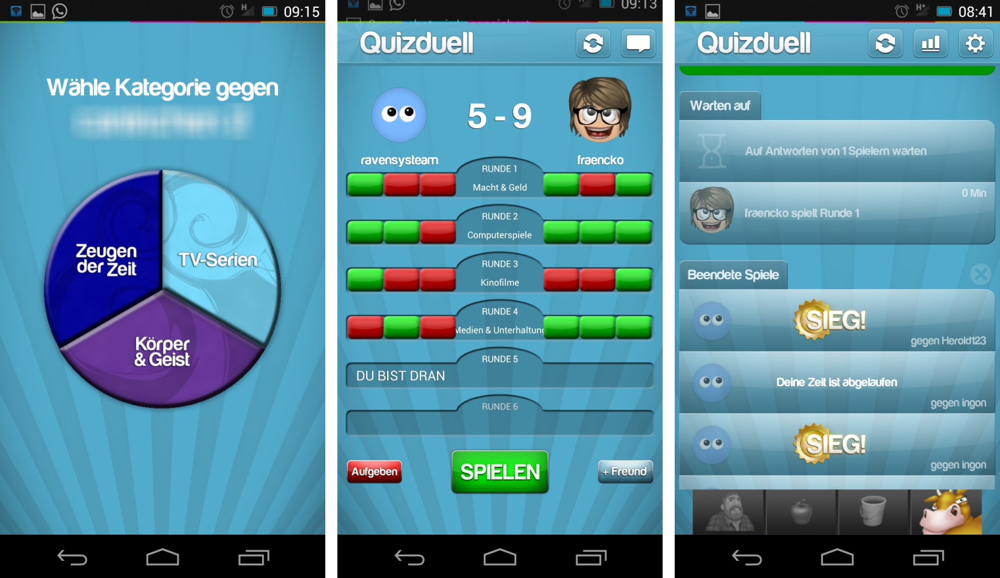 H 09:15
Wähle Kategorie gegen
Zeugen
der Zeit
TV-Serien
Körper
& Geist
09:13
Quizduell
5 - 9
ravensysteam
fraencko
RUNDE 1
Macht & Geld
RUNDE 2
Computerspiele
RUNDE 3
Kinofilme
RUNDE 4
Medien & Unterhaltung
RUNDE 5
DU BIST DRAN
RUNDE 6
Aufgeben
SPIELEN
+ Freund
H+ 08:41
Quizduell
Warten auf
Auf Antworten von 1 Spielern warten
0 Min
fraencko spielt Runde 1
Beendete Spiele
SIEG!
gegen Herold123
Deine Zeit ist abgelaufen
gegen ingon
SIEG!
gegen ingon